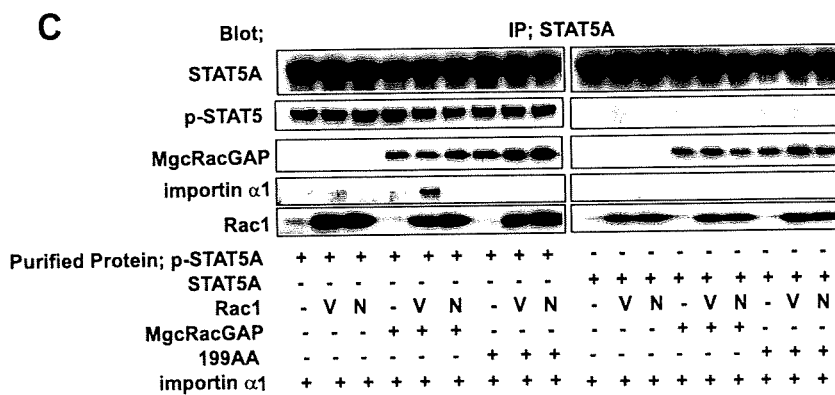 C
Blot; IP; STAT5A
STAT5A
p-STAT5
MgcRacGAP
importin α1
Rac1
Purified Protein; p-STAT5A + + + + + + + + + - - - - - - - - -
STAT5A - - - - - - - - - + + + + + + + + +
Rac1 - V N - V N - V N - V N - V N - V N
MgcRacGAP - - - + + + - - - - - - + + + - - -
199AA - - - - - - + + + - - - - - - + + +
importin α1 + + + + + + + + + + + + + + + + + +